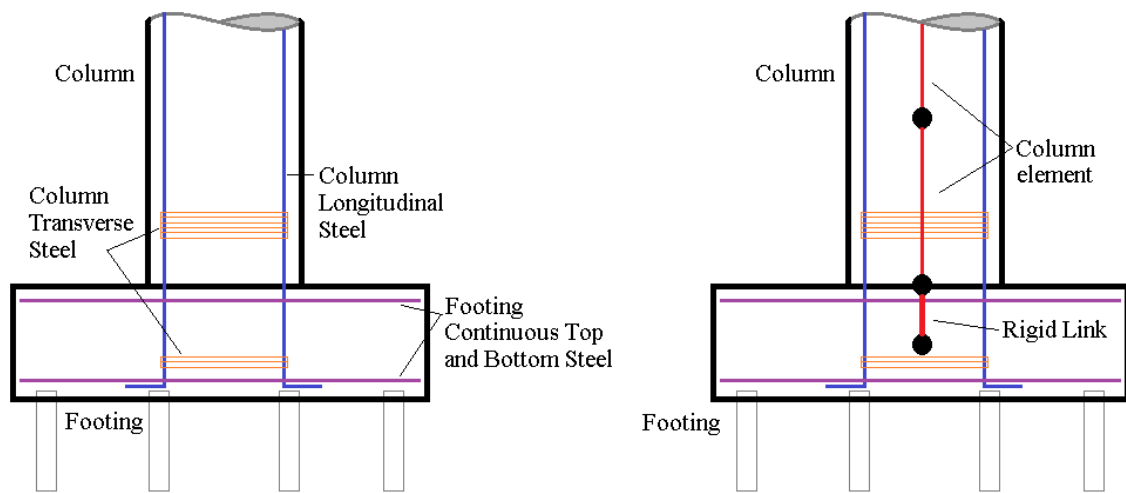 Column
Column
Longitudinal
Steel
Column
Transverse
Steel
Footing
Continuous Top
and Bottom Steel
Footing
Column
Column
element
Rigid Link
Footing